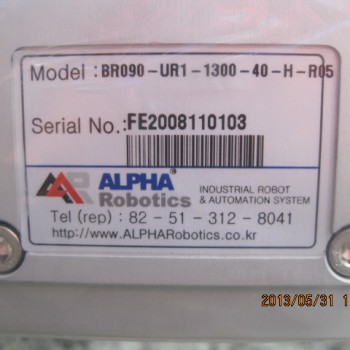 Model : BR090-UR1-1300-40-H-R05
Serial No.: FE2008110103
AR ALPHA Robotics INDUSTRIAL ROBOT
& AUTOMATION SYSTEM
Tel (rep) : 82 - 51 - 312 - 8041
http://www.ALPHARobotics.co.kr
2013/05/31